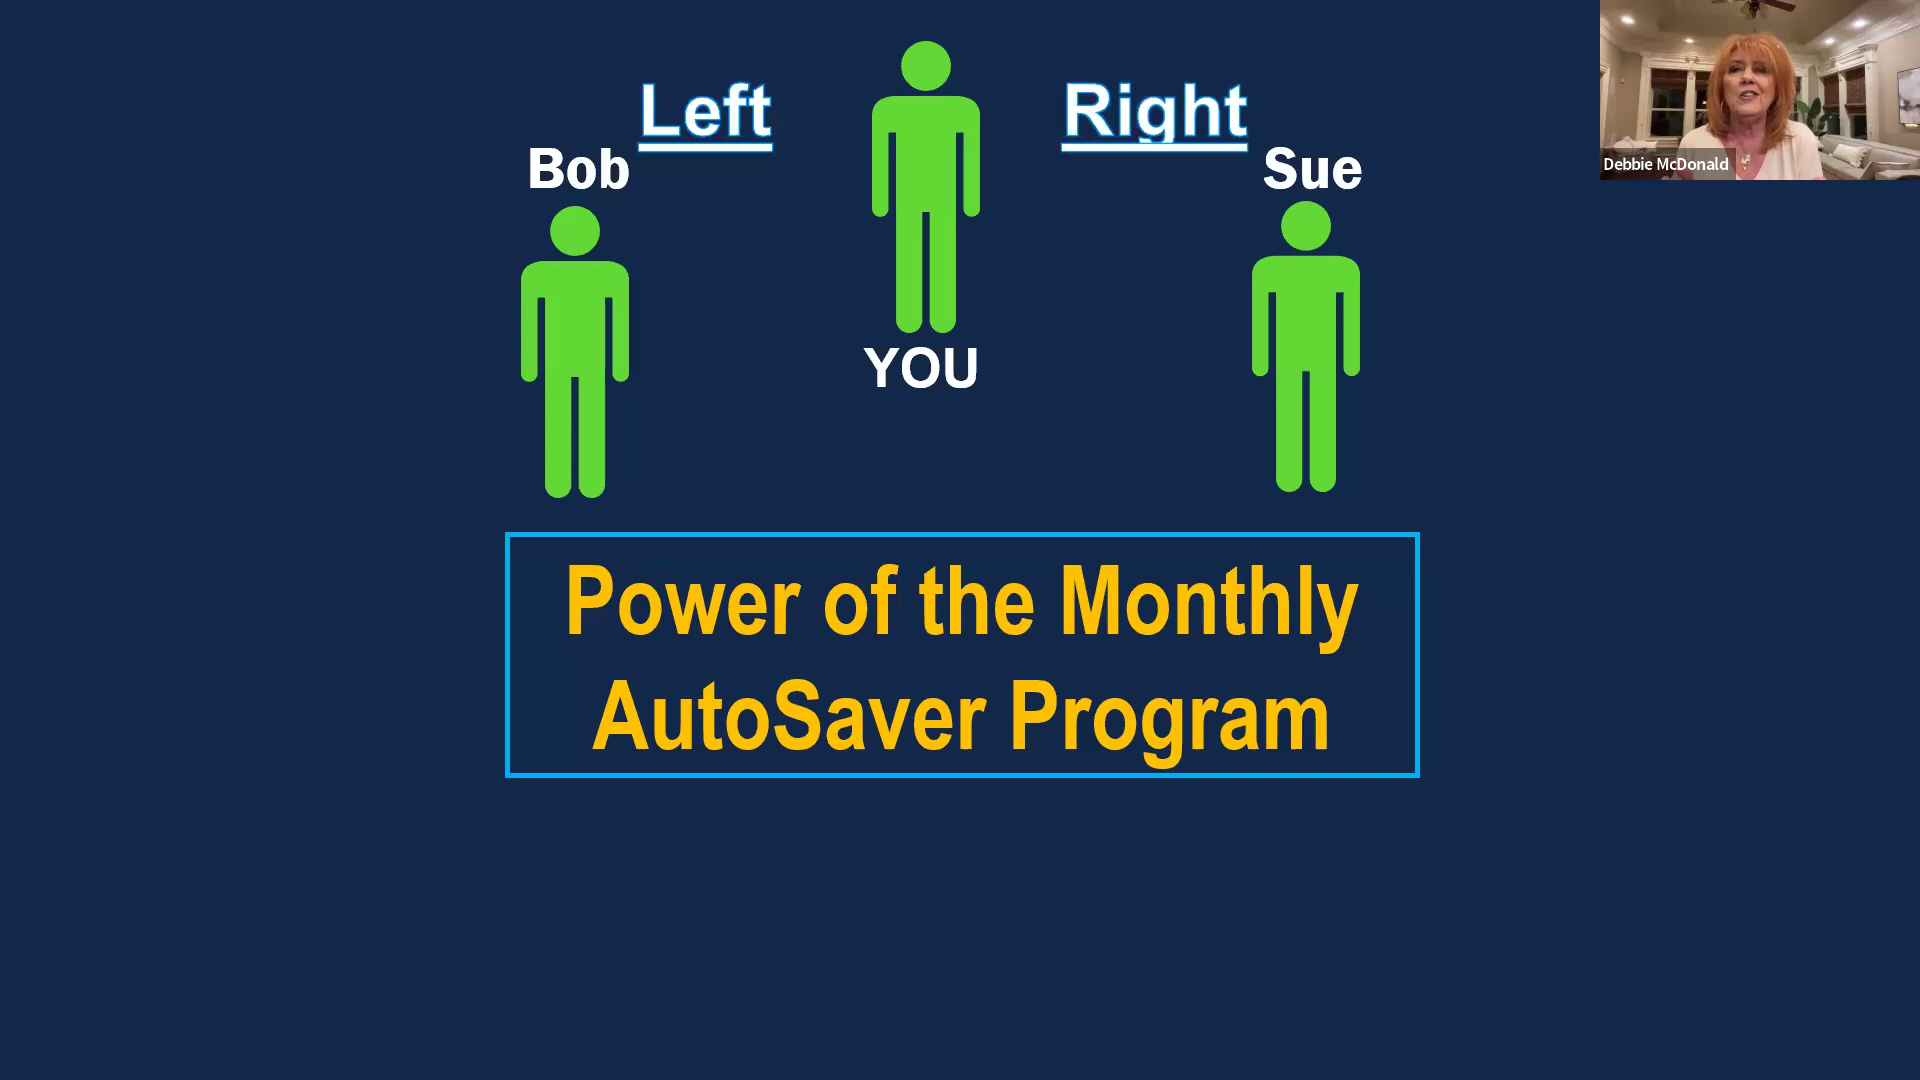 Left
Right
Bob
Sue
YOU
Power of the Monthly
AutoSaver Program
Debbie McDonald